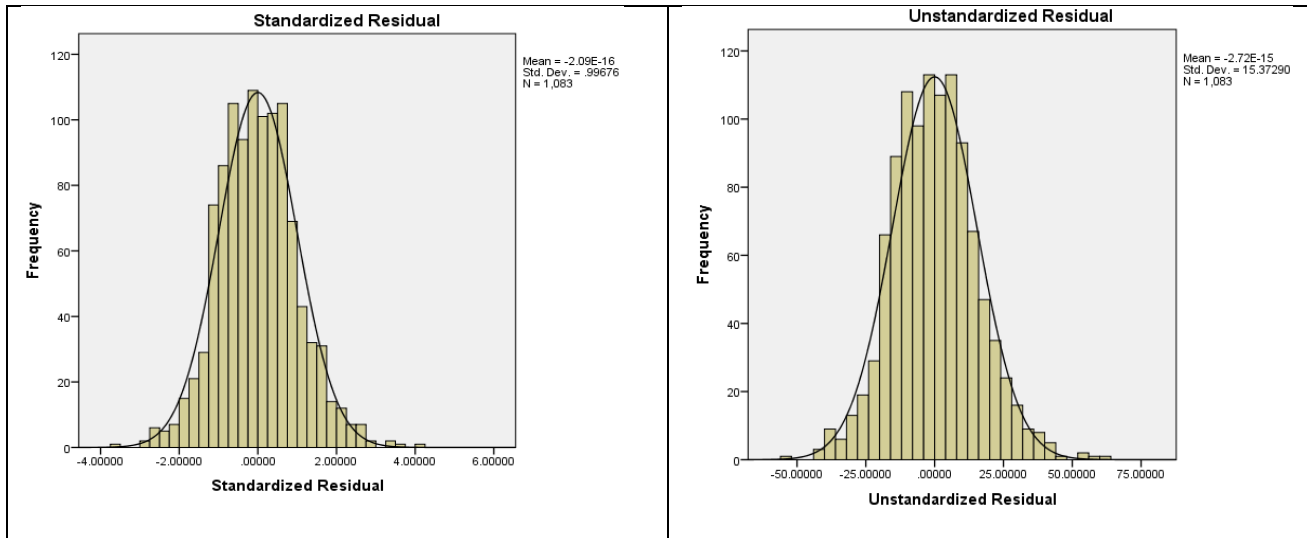 Standardized Residual
Mean = -2.09E-16
Std. Dev. = .99676
N = 1,083
120
100
80
60
40
20
0
Frequency
-4.00000 -2.00000 .00000 2.00000 4.00000 6.00000
Standardized Residual
Unstandardized Residual
Mean = -2.72E-15
Std. Dev. = 15.37290
N = 1,083
120
100
80
60
40
20
0
Frequency
-50.00000 -25.00000 .00000 25.00000 50.00000 75.00000
Unstandardized Residual